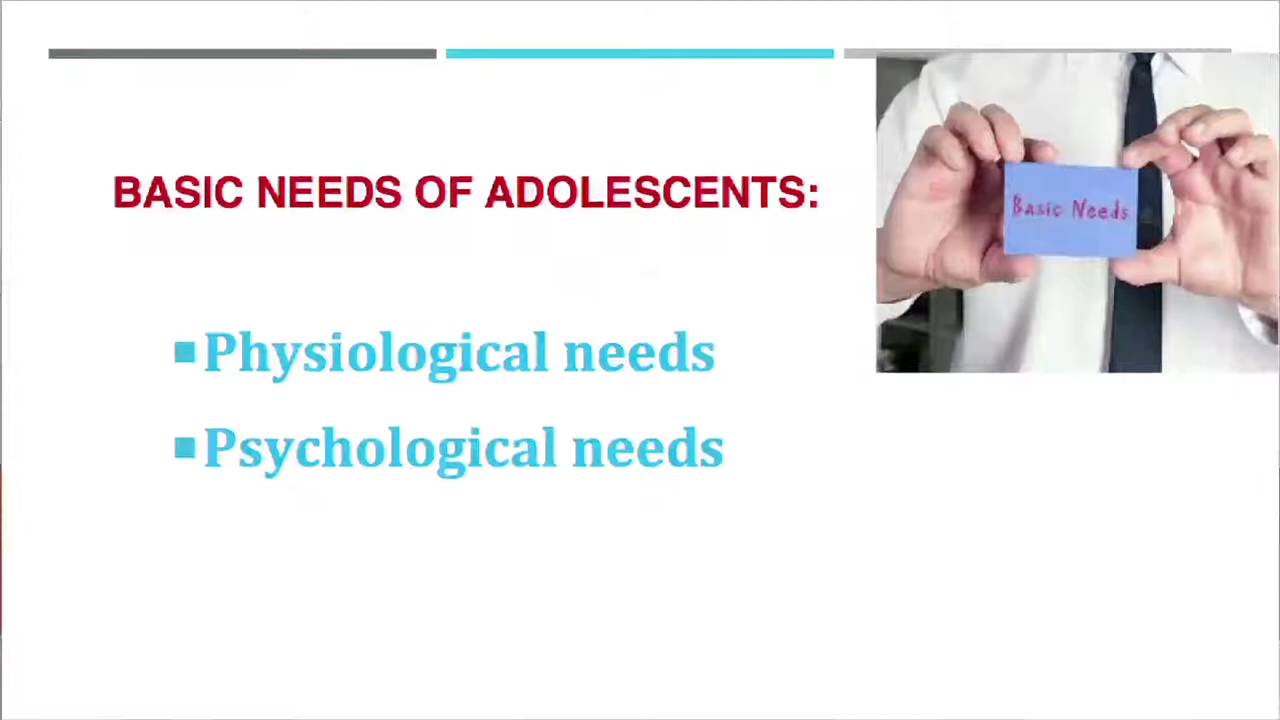 BASIC NEEDS OF ADOLESCENTS:
Basic Needs
▪Physiological needs
▪Psychological needs